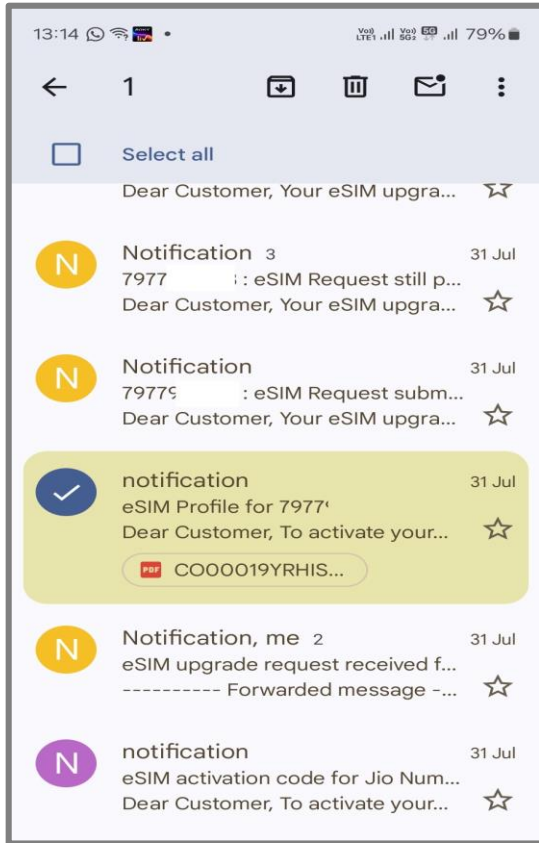 13:14 79%
1
Select all
Dear Customer, Your eSIM upgra...
N Notification 3 31 Jul
7977 : eSIM Request still p...
Dear Customer, Your eSIM upgra...
N Notification 31 Jul
7977 : eSIM Request subm...
Dear Customer, Your eSIM upgra...
notification 31 Jul
eSIM Profile for 7977
Dear Customer, To activate your...
PDF CO00019YRHIS...
N Notification, me 2 31 Jul
eSIM upgrade request received f...
---------- Forwarded message -...
N notification 31 Jul
eSIM activation code for Jio Num...
Dear Customer, To activate your...